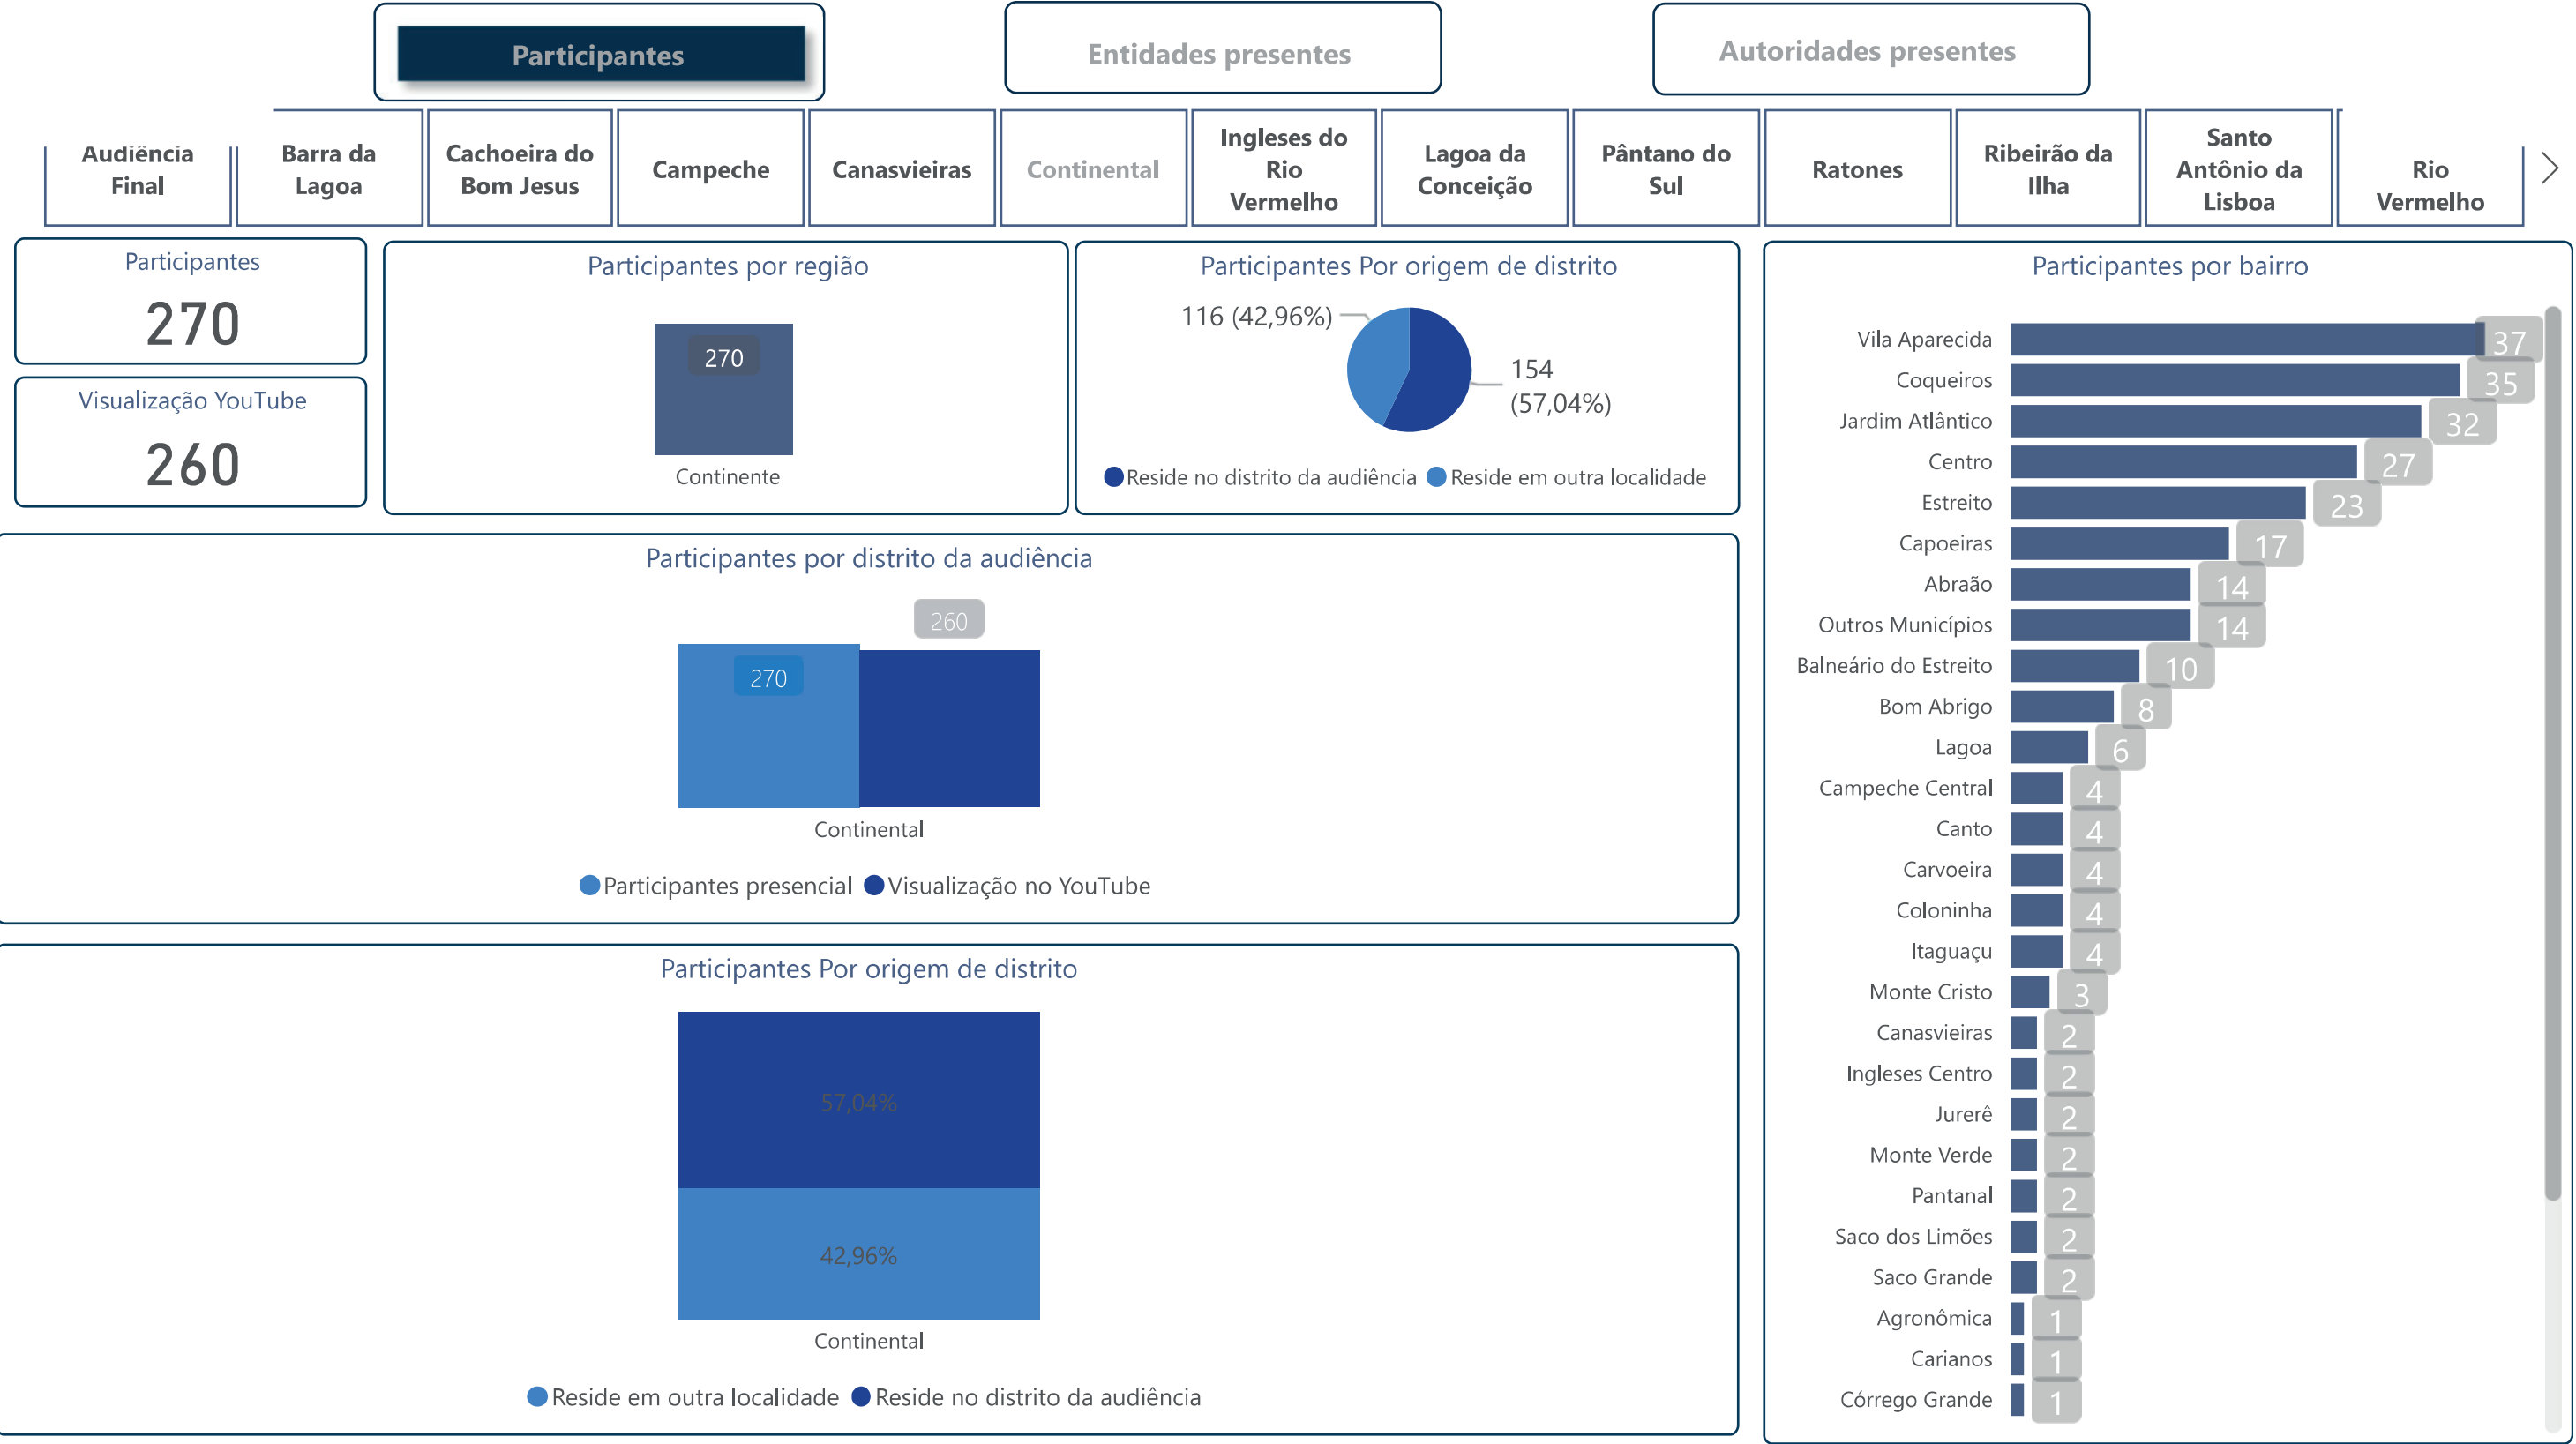 Participantes
Entidades presentes
Autoridades presentes
Audiência
Final
Barra da
Lagoa
Cachoeira do
Bom Jesus
Campeche
Canasvieiras
Continental
Ingleses do
Rio
Vermelho
Lagoa da
Conceição
Pântano do
Sul
Ratones
Ribeirão da
Ilha
Santo
Antônio da
Lisboa
Rio
Vermelho
Participantes
270
Visualização YouTube
260
Participantes por região
270
Continente
Participantes Por origem de distrito
116 (42,96%)
154
(57,04%)
Reside no distrito da audiência Reside em outra localidade
Participantes por distrito da audiência
260
270
Continental
Participantes presencial Visualização no YouTube
Participantes Por origem de distrito
57,04%
42,96%
Continental
Reside em outra localidade Reside no distrito da audiência
Participantes por bairro
Vila Aparecida 37
Coqueiros 35
Jardim Atlântico 32
Centro 27
Estreito 23
Capoeiras 17
Abraão 14
Outros Municípios 14
Balneário do Estreito 10
Bom Abrigo 8
Lagoa 6
Campeche Central 4
Canto 4
Carvoeira 4
Coloninha 4
Itaguaçu 4
Monte Cristo 3
Canasvieiras 2
Ingleses Centro 2
Jurerê 2
Monte Verde 2
Pantanal 2
Saco dos Limões 2
Saco Grande 2
Agronômica 1
Carianos 1
Córrego Grande 1